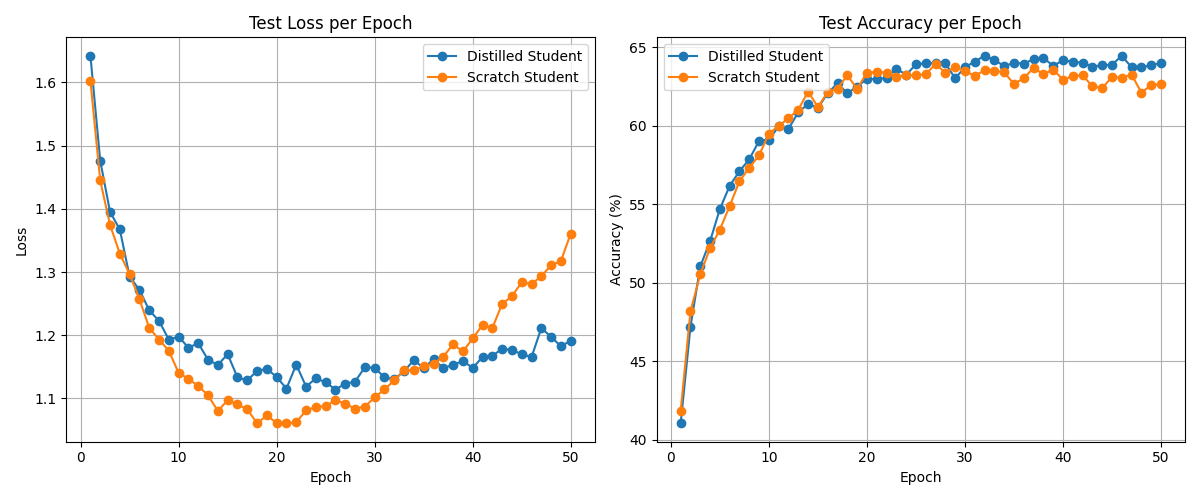 Test Loss per Epoch
Distilled Student
Scratch Student
1.6
1.5
1.4
1.3
1.2
1.1
Loss
0
10
20
30
40
50
Epoch
Test Accuracy per Epoch
Distilled Student
Scratch Student
65
60
55
50
45
40
Accuracy (%)
0
10
20
30
40
50
Epoch